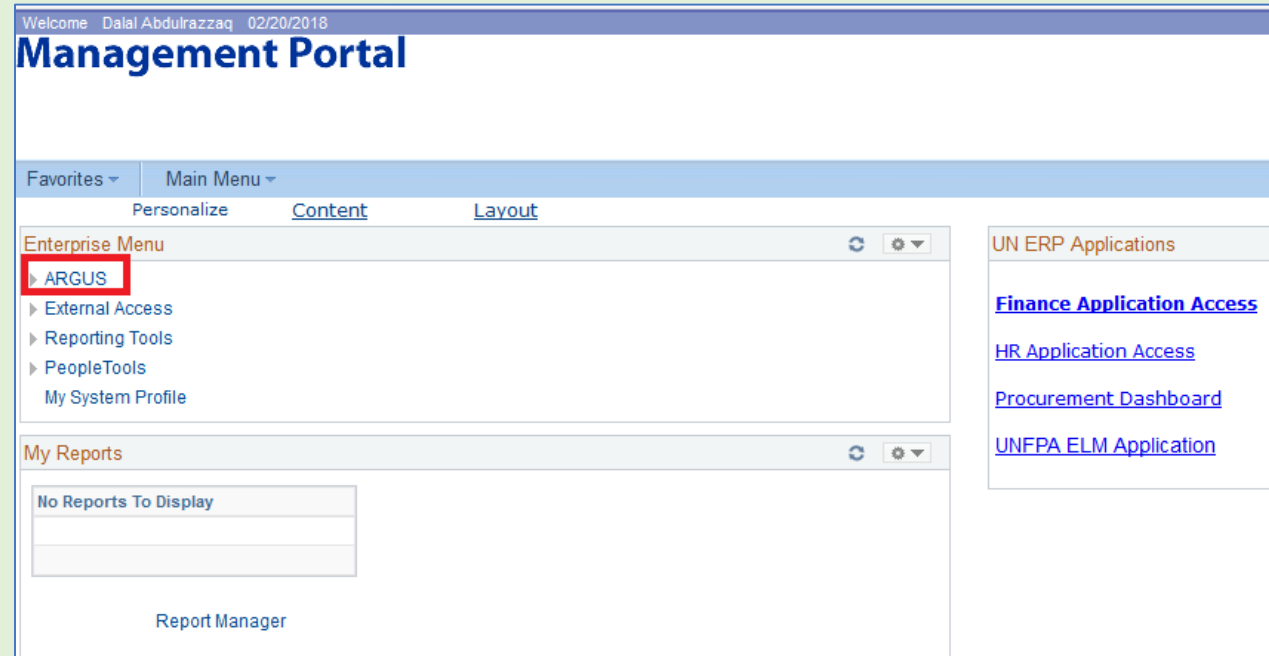 Welcome Dalal Abdulrazzaq 02/20/2018
Management Portal
Favorites Main Menu
Personalize Content Layout
Enterprise Menu
ARGUS
External Access
Reporting Tools
PeopleTools
My System Profile
My Reports
No Reports To Display
Report Manager
UN ERP Applications
Finance Application Access
HR Application Access
Procurement Dashboard
UNFPA ELM Application